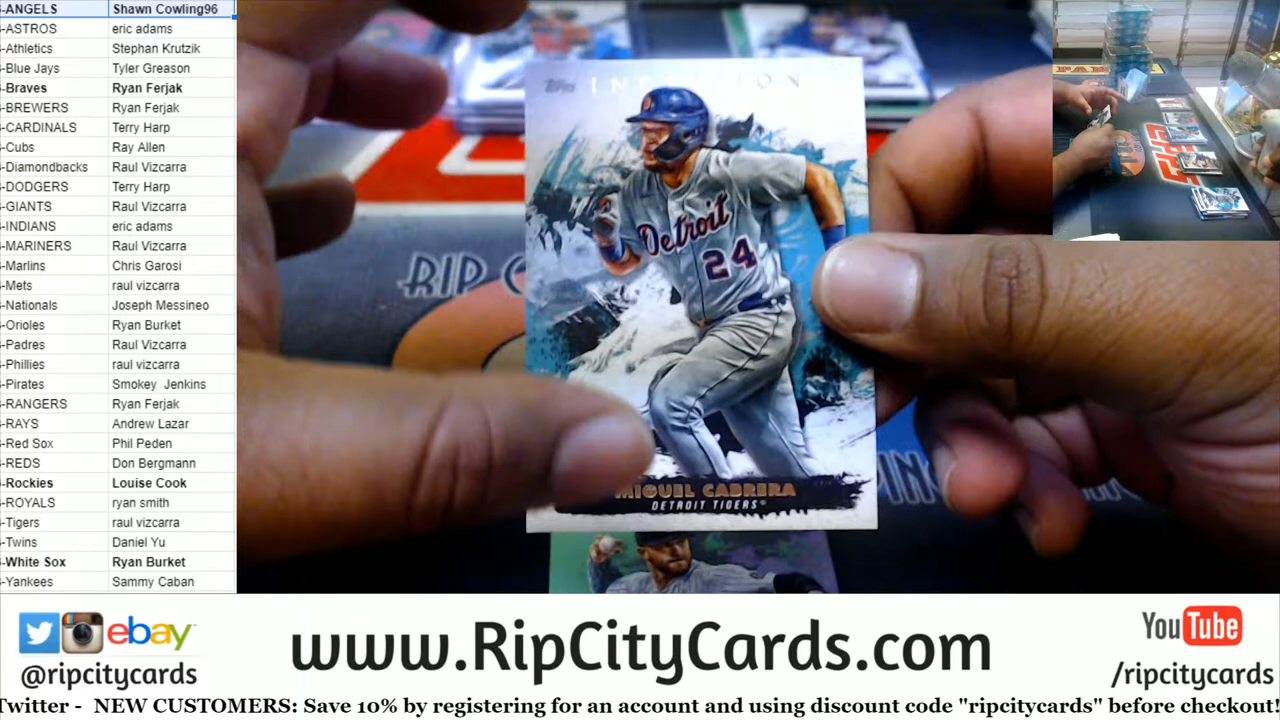 -ANGELS Shawn Cowling96
-ASTROS eric adams
-Athletics Stephan Krutzik
-Blue Jays Tyler Greason
-Braves Ryan Ferjak
-BREWERS Ryan Ferjak
-CARDINALS Terry Harp
-Cubs Ray Allen
-Diamondbacks Raul Vizcarra
-DODGERS Terry Harp
-GIANTS Raul Vizcarra
-INDIANS eric adams
-MARINERS Raul Vizcarra
-Marlins Chris Garosi
-Mets raul vizcarra
-Nationals Joseph Messineo
-Orioles Ryan Burket
-Padres Raul Vizcarra
-Phillies raul vizcarra
-Pirates Smokey Jenkins
-RANGERS Ryan Ferjak
-RAYS Andrew Lazar
-Red Sox Phil Peden
-REDS Don Bergmann
-Rockies Louise Cook
-ROYALS ryan smith
-Tigers raul vizcarra
-Twins Daniel Yu
-White Sox Ryan Burket
-Yankees Sammy Caban
Topps
Detroit
24
MIGUEL CABRERA
DETROIT TIGERS
RIP
ebay
@ripcitycards
www.RipCityCards.com
YouTube
/ripcitycards
Twitter - NEW CUSTOMERS: Save 10% by registering for an account and using discount code "ripcitycards" before checkout!